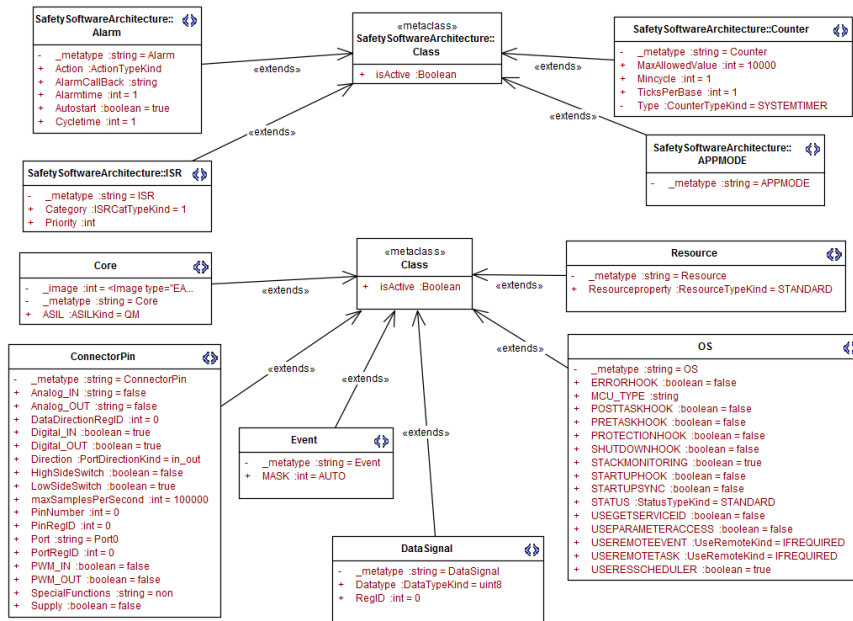 SafetySoftwareArchitecture::
Alarm
- _metatype :string = Alarm
+ Action :ActionTypeKind
+ AlarmCallBack :string
+ Alarmtime :int = 1
+ Autostart :boolean = true
+ Cycletime :int = 1
«metaclass»
SafetySoftwareArchitecture::
Class
+ isActive :Boolean
SafetySoftwareArchitecture::Counter
- _metatype :string = Counter
+ MaxAllowedValue :int = 10000
+ Mincycle :int = 1
+ TicksPerBase :int = 1
- Type :CounterTypeKind = SYSTEMTIMER
«extends»
«extends»
«extends»
«extends»
SafetySoftwareArchitecture::ISR
- _metatype :string = ISR
+ Category :ISRCatTypeKind = 1
+ Priority :int
SafetySoftwareArchitecture::
APPMODE
- _metatype :string = APPMODE
Core
- _image :int = <Image type="EA...
- _metatype :string = Core
+ ASIL :ASILKind = QM
«metaclass»
Class
+ isActive :Boolean
Resource
- _metatype :string = Resource
+ Resourceproperty :ResourceTypeKind = STANDARD
«extends»
«extends»
«extends»
«extends»
«extends»
«extends»
ConnectorPin
- _metatype :string = ConnectorPin
+ Analog_IN :string = false
+ Analog_OUT :string = false
+ DataDirectionRegID :int = 0
+ Digital_IN :boolean = true
+ Digital_OUT :boolean = true
+ Direction :PortDirectionKind = in_out
+ HighSideSwitch :boolean = false
+ LowSideSwitch :boolean = true
+ maxSamplesPerSecond :int = 100000
+ PinNumber :int = 0
+ PinRegID :int = 0
+ Port :string = Port0
+ PortRegID :int = 0
+ PWM_IN :boolean = false
+ PWM_OUT :boolean = false
+ SpecialFunctions :string = non
+ Supply :boolean = false
Event
- _metatype :string = Event
+ MASK :int = AUTO
DataSignal
- _metatype :string = DataSignal
+ Datatype :DataTypeKind = uint8
+ RegID :int = 0
OS
- _metatype :string = OS
+ ERRORHOOK :boolean = false
+ MCU_TYPE :string
+ POSTTASKHOOK :boolean = false
+ PRETASKHOOK :boolean = false
+ PROTECTIONHOOK :boolean = false
+ SHUTDOWNHOOK :boolean = false
+ STACKMONITORING :boolean = true
+ STARTUPHOOK :boolean = false
+ STARTUPSYNC :boolean = false
+ STATUS :StatusTypeKind = STANDARD
+ USEGETSERVICEID :boolean = false
+ USEPARAMETERACCESS :boolean = false
+ USEREMOTEEVENT :UseRemoteKind = IFREQUIRED
+ USEREMOTETASK :UseRemoteKind = IFREQUIRED
+ USERESSCHEDULER :boolean = true